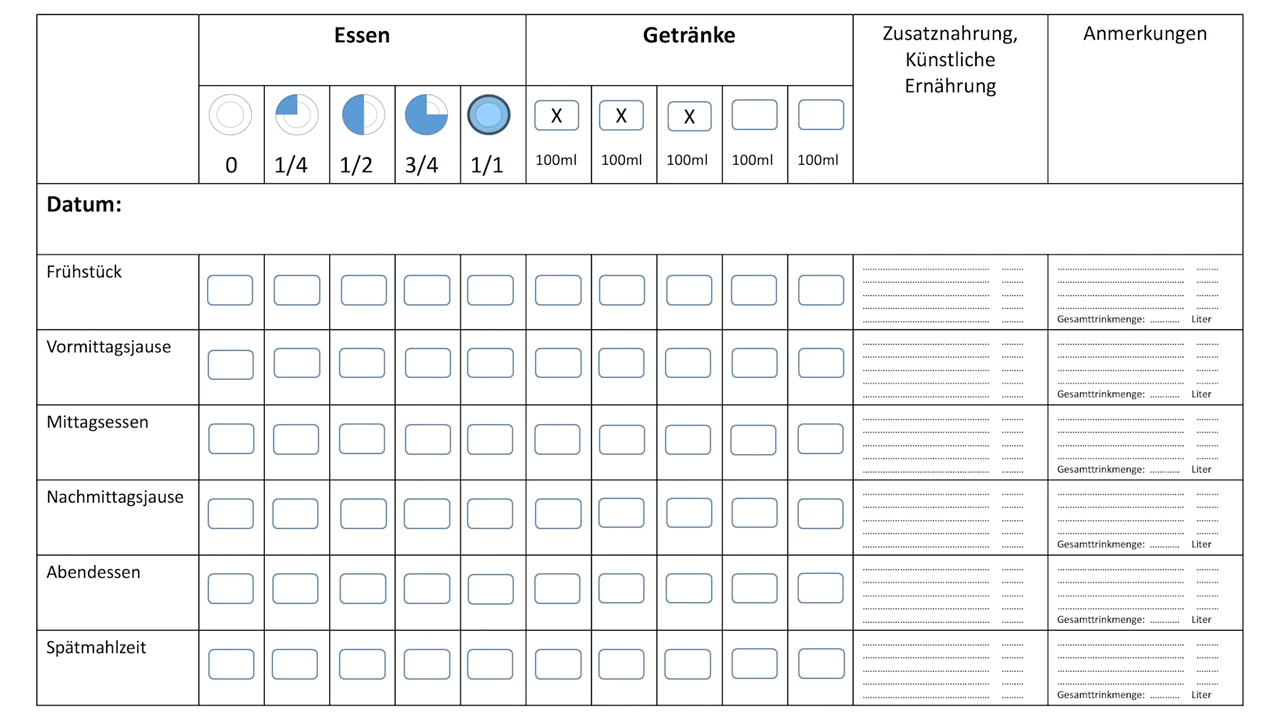 Essen Getränke Zusatznahrung, Anmerkungen
Künstliche
Ernährung
X X X
0 1/4 1/2 3/4 1/1 100ml 100ml 100ml 100ml 100ml
Datum:
Frühstück
Gesamttrinkmenge: ............ Liter
Vormittagsjause
Gesamttrinkmenge: ............ Liter
Mittagsessen
Gesamttrinkmenge: ............ Liter
Nachmittagsjause
Gesamttrinkmenge: ............ Liter
Abendessen
Gesamttrinkmenge: ............ Liter
Spätmahlzeit
Gesamttrinkmenge: ............ Liter